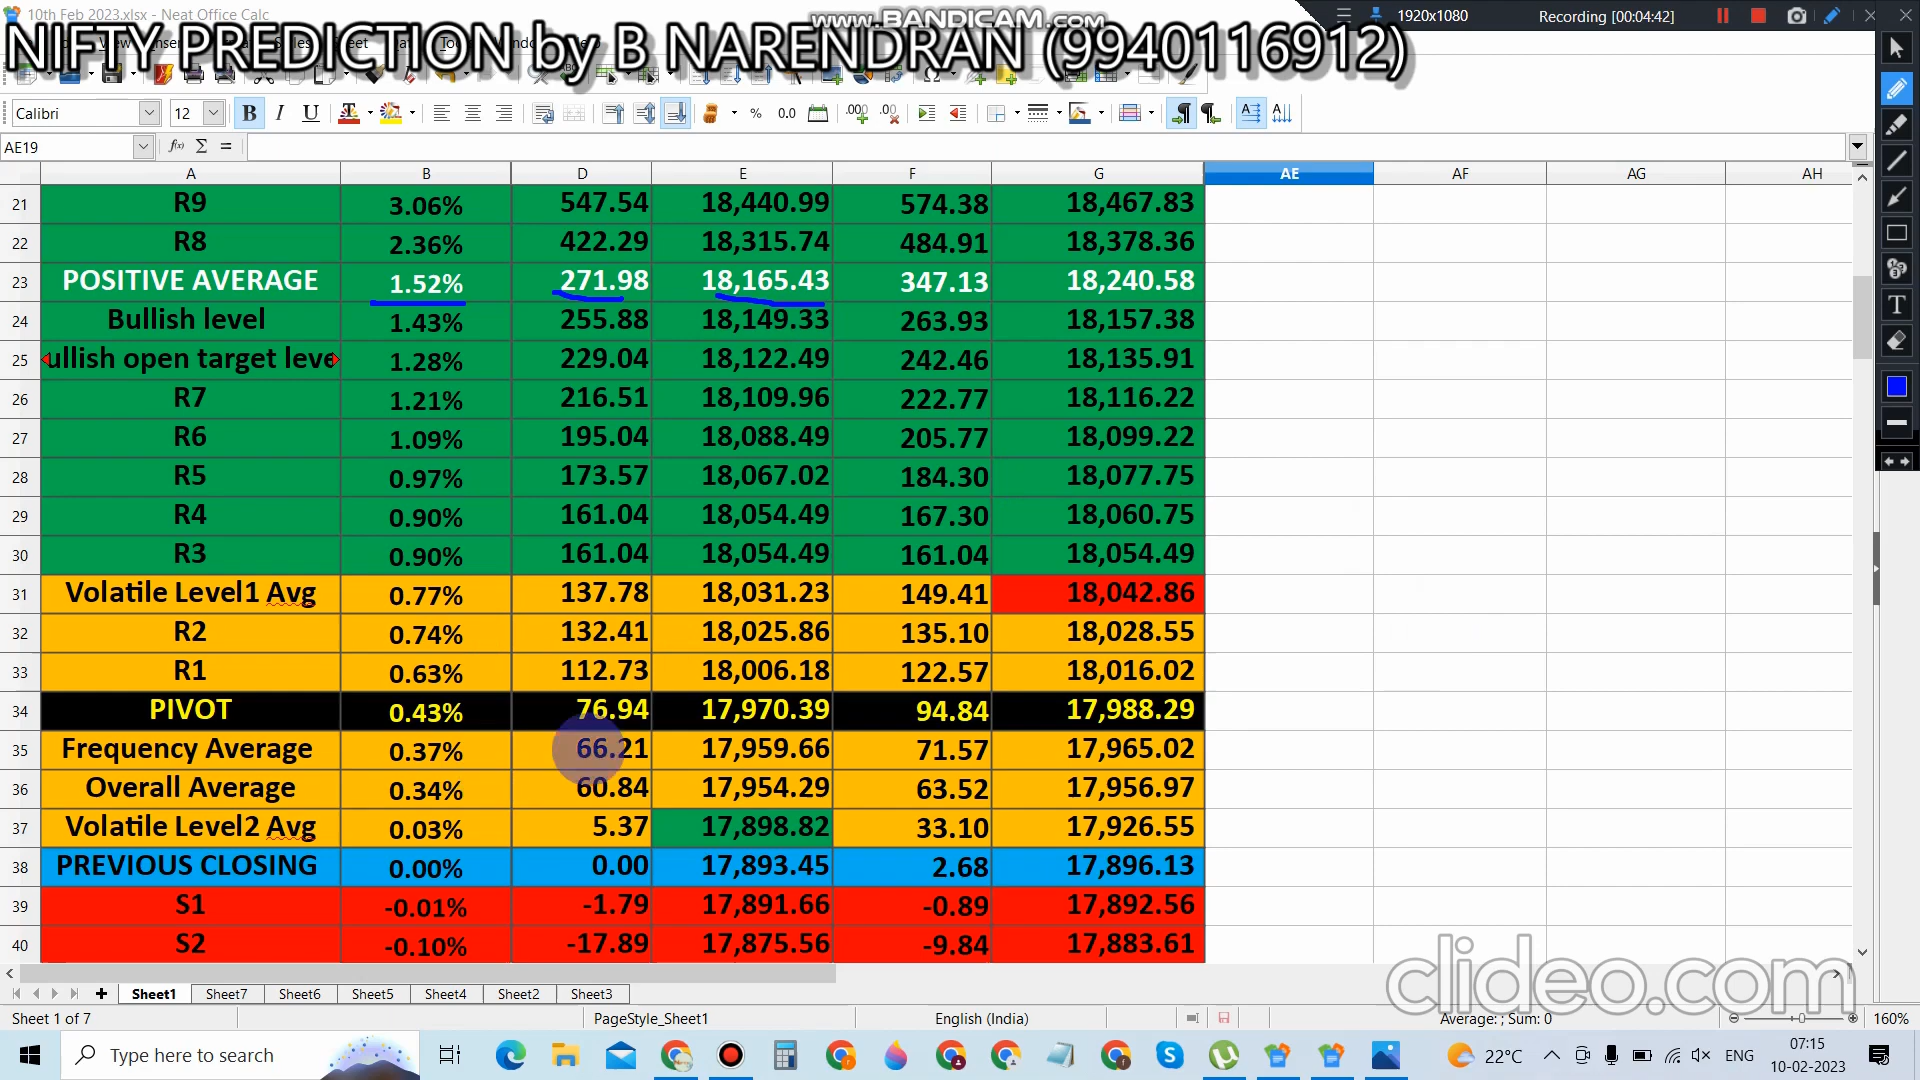 10th Feb 2023.xlsx - Neat Office Calc
www.BANDICAM.com
1920x1080
Recording [00:04:42]
NIFTY PREDICTION by B NARENDRAN (9940116912)
Calibri
12
B I U
% 0.0
AE19
A B D E F G AE AF AG AH
21 R9 3.06% 547.54 18,440.99 574.38 18,467.83
22 R8 2.36% 422.29 18,315.74 484.91 18,378.36
23 POSITIVE AVERAGE 1.52% 271.98 18,165.43 347.13 18,240.58
24 Bullish level 1.43% 255.88 18,149.33 263.93 18,157.38
25 ullish open target leve 1.28% 229.04 18,122.49 242.46 18,135.91
26 R7 1.21% 216.51 18,109.96 222.77 18,116.22
27 R6 1.09% 195.04 18,088.49 205.77 18,099.22
28 R5 0.97% 173.57 18,067.02 184.30 18,077.75
29 R4 0.90% 161.04 18,054.49 167.30 18,060.75
30 R3 0.90% 161.04 18,054.49 161.04 18,054.49
31 Volatile Level1 Avg 0.77% 137.78 18,031.23 149.41 18,042.86
32 R2 0.74% 132.41 18,025.86 135.10 18,028.55
33 R1 0.63% 112.73 18,006.18 122.57 18,016.02
34 PIVOT 0.43% 76.94 17,970.39 94.84 17,988.29
35 Frequency Average 0.37% 66.21 17,959.66 71.57 17,965.02
36 Overall Average 0.34% 60.84 17,954.29 63.52 17,956.97
37 Volatile Level2 Avg 0.03% 5.37 17,898.82 33.10 17,926.55
38 PREVIOUS CLOSING 0.00% 0.00 17,893.45 2.68 17,896.13
39 S1 -0.01% -1.79 17,891.66 -0.89 17,892.56
40 S2 -0.10% -17.89 17,875.56 -9.84 17,883.61
clideo.com
Sheet1 Sheet7 Sheet6 Sheet5 Sheet4 Sheet2 Sheet3
Sheet 1 of 7
PageStyle_Sheet1
English (India)
Average: ; Sum: 0
160%
Type here to search
22°C
ENG
07:15
10-02-2023